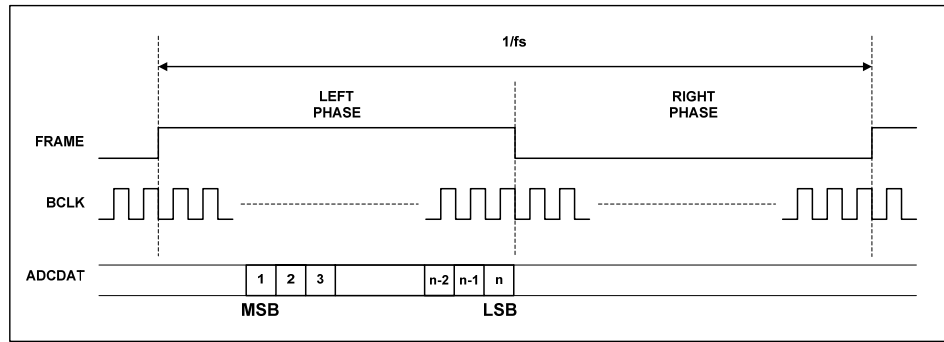 1/fs
LEFT
PHASE
RIGHT
PHASE
FRAME
BCLK
ADCDAT
1 2 3 n-2 n-1 n
MSB LSB